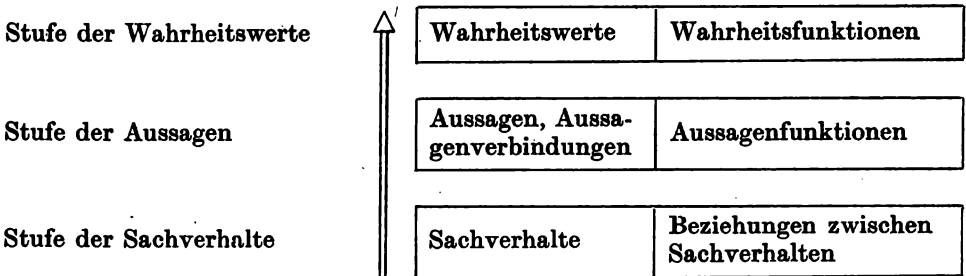 Stufe der Wahrheitswerte
Wahrheitswerte
Wahrheitsfunktionen
Stufe der Aussagen
Aussagen, Aussa-
genverbindungen
Aussagenfunktionen
Stufe der Sachverhalte
Sachverhalte
Beziehungen zwischen
Sachverhalten